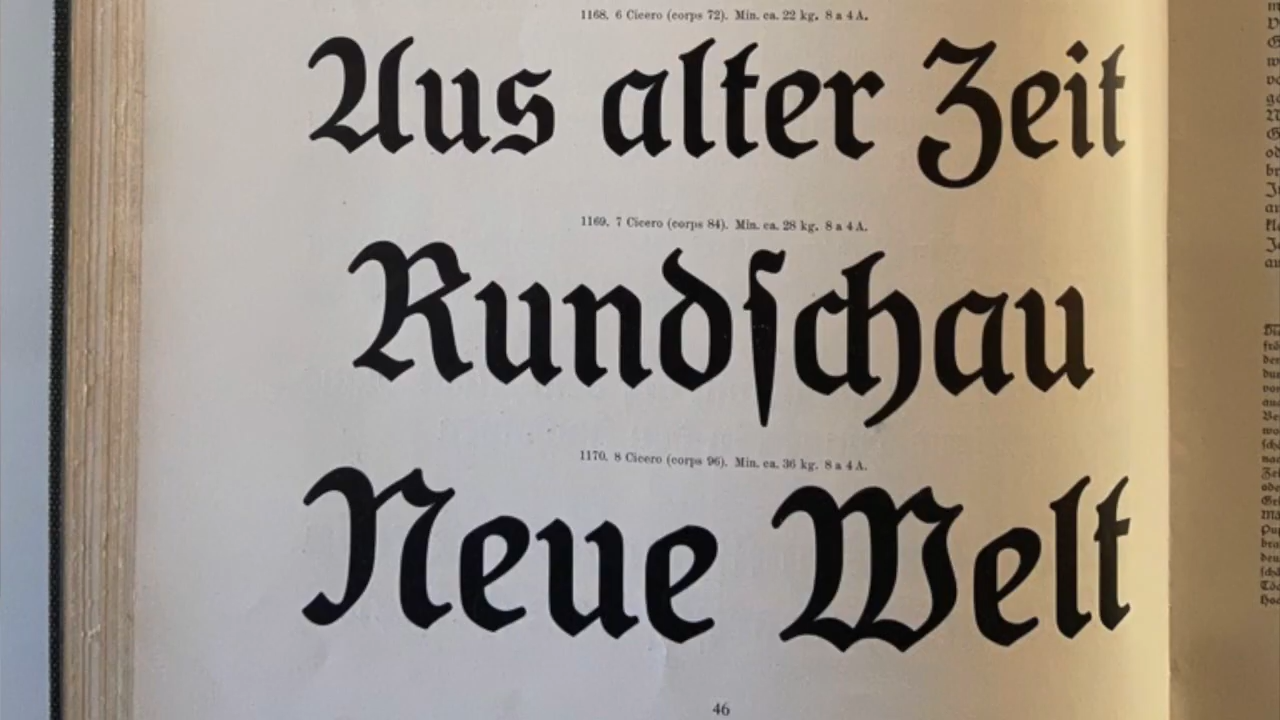 1168. 6 Cicero (corps 72). Min. ca. 22 kg. 8 a 4 A.
Aus alter Zeit
1169. 7 Cicero (corps 84). Min. ca. 28 kg. 8 a 4 A.
Rundſchau
1170. 8 Cicero (corps 96). Min. ca. 36 kg. 8 a 4 A.
Neue Welt
46